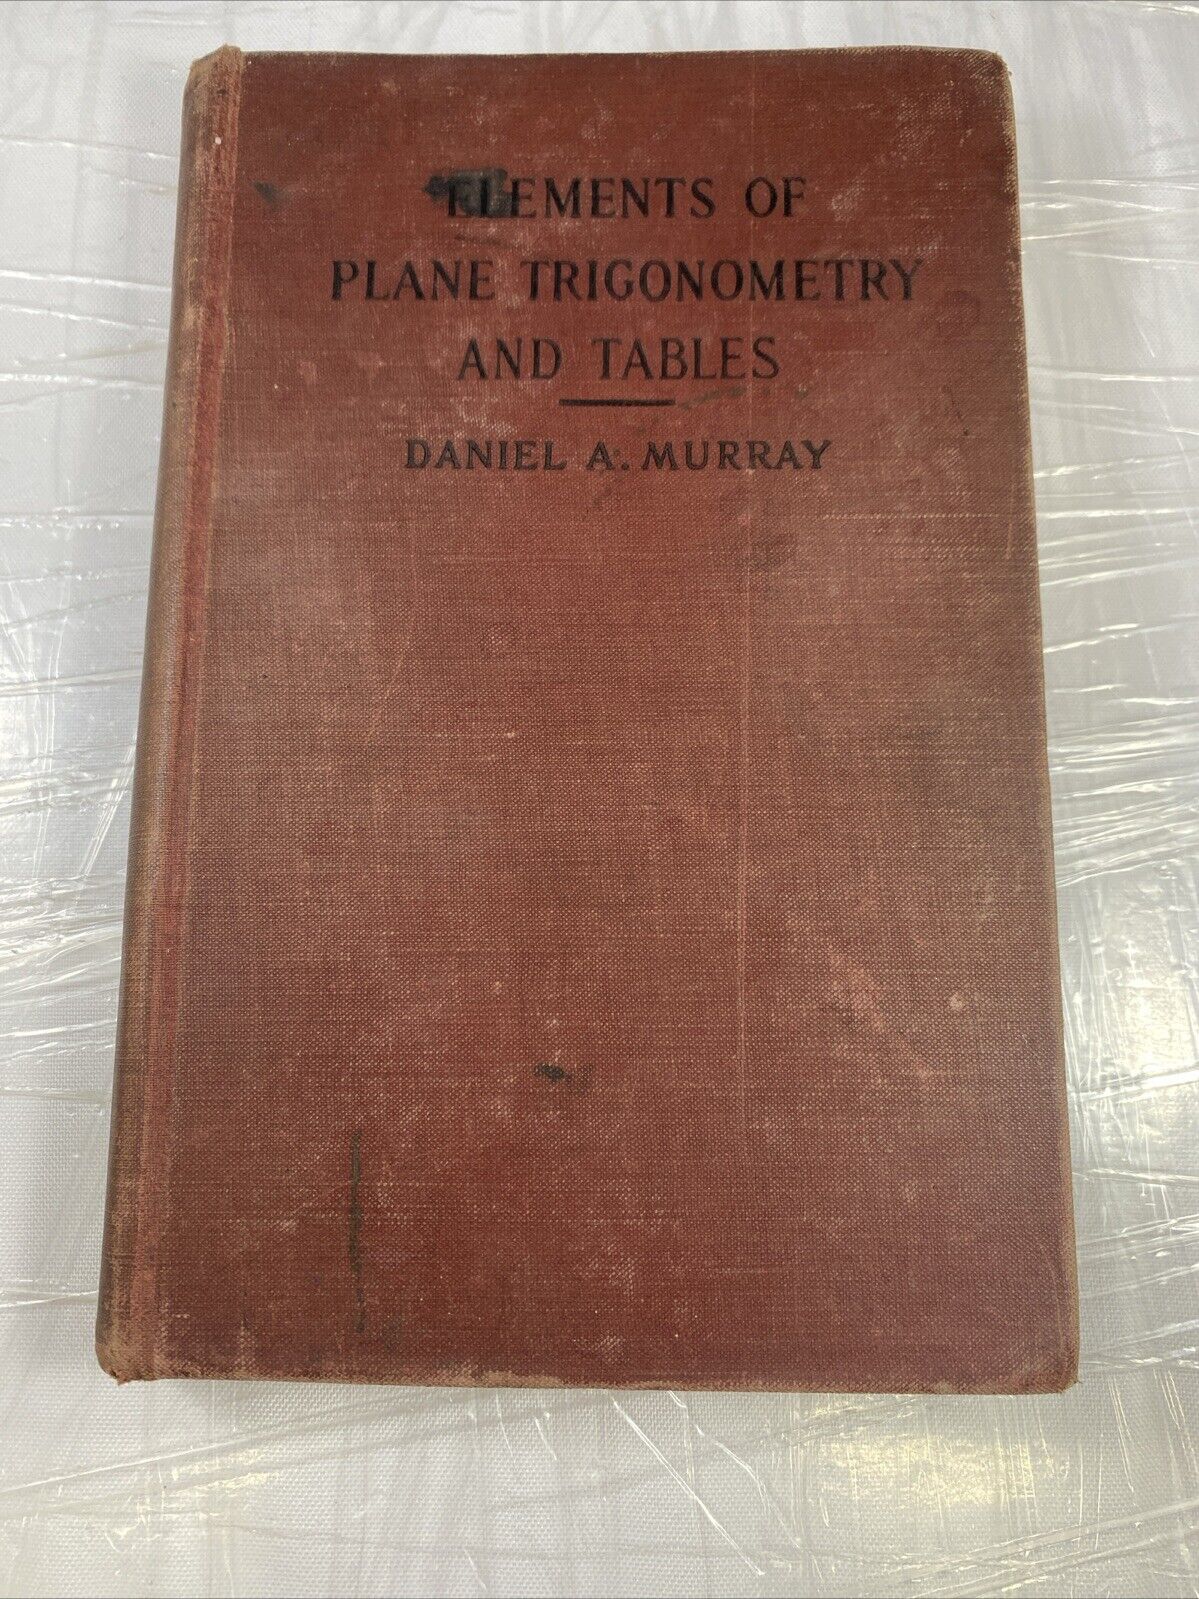 ELEMENTS OF
PLANE TRIGONOMETRY
AND TABLES
DANIEL A. MURRAY